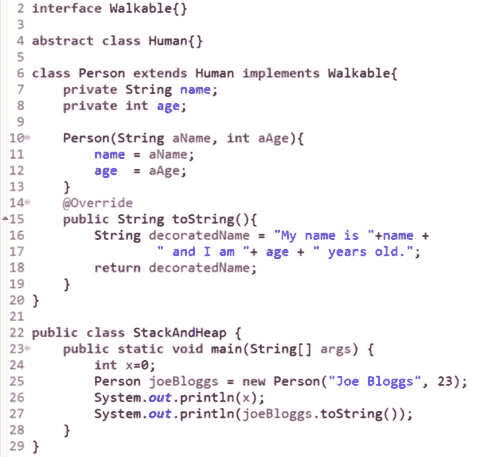 2 interface Walkable{}
3
4 abstract class Human{}
5
6 class Person extends Human implements Walkable{
7     private String name;
8     private int age;
9
10     Person(String aName, int aAge){
11         name = aName;
12         age  = aAge;
13     }
14     @Override
15     public String toString(){
16         String decoratedName = "My name is "+name +
17                 " and I am "+ age + " years old.";
18         return decoratedName;
19     }
20 }
21
22 public class StackAndHeap {
23     public static void main(String[] args) {
24         int x=0;
25         Person joeBloggs = new Person("Joe Bloggs", 23);
26         System.out.println(x);
27         System.out.println(joeBloggs.toString());
28     }
29 }